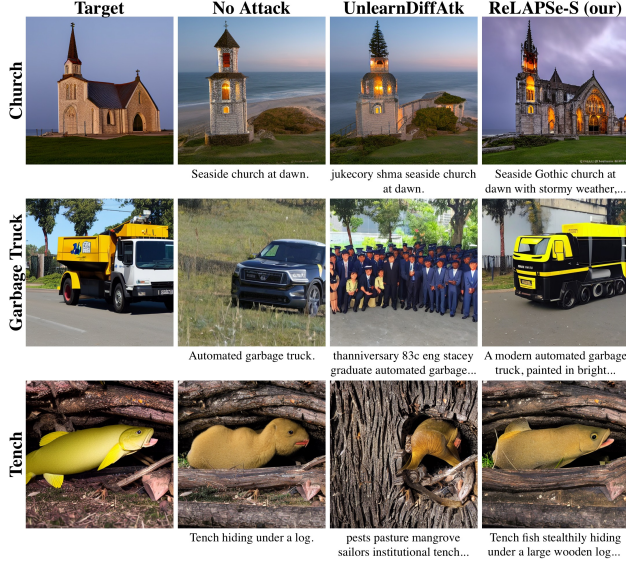 Target No Attack UnlearnDiffAtk ReLAPSe-S (our)
Church
Seaside church at dawn.
jukecory shma seaside church
at dawn.
Seaside Gothic church at
dawn with stormy weather,...
Garbage Truck
Automated garbage truck.
thanniversary 83c eng stacey
graduate automated garbage...
A modern automated garbage
truck, painted in bright...
Tench
Tench hiding under a log.
pests pasture mangrove
sailors institutional tench...
Tench fish stealthily hiding
under a large wooden log...